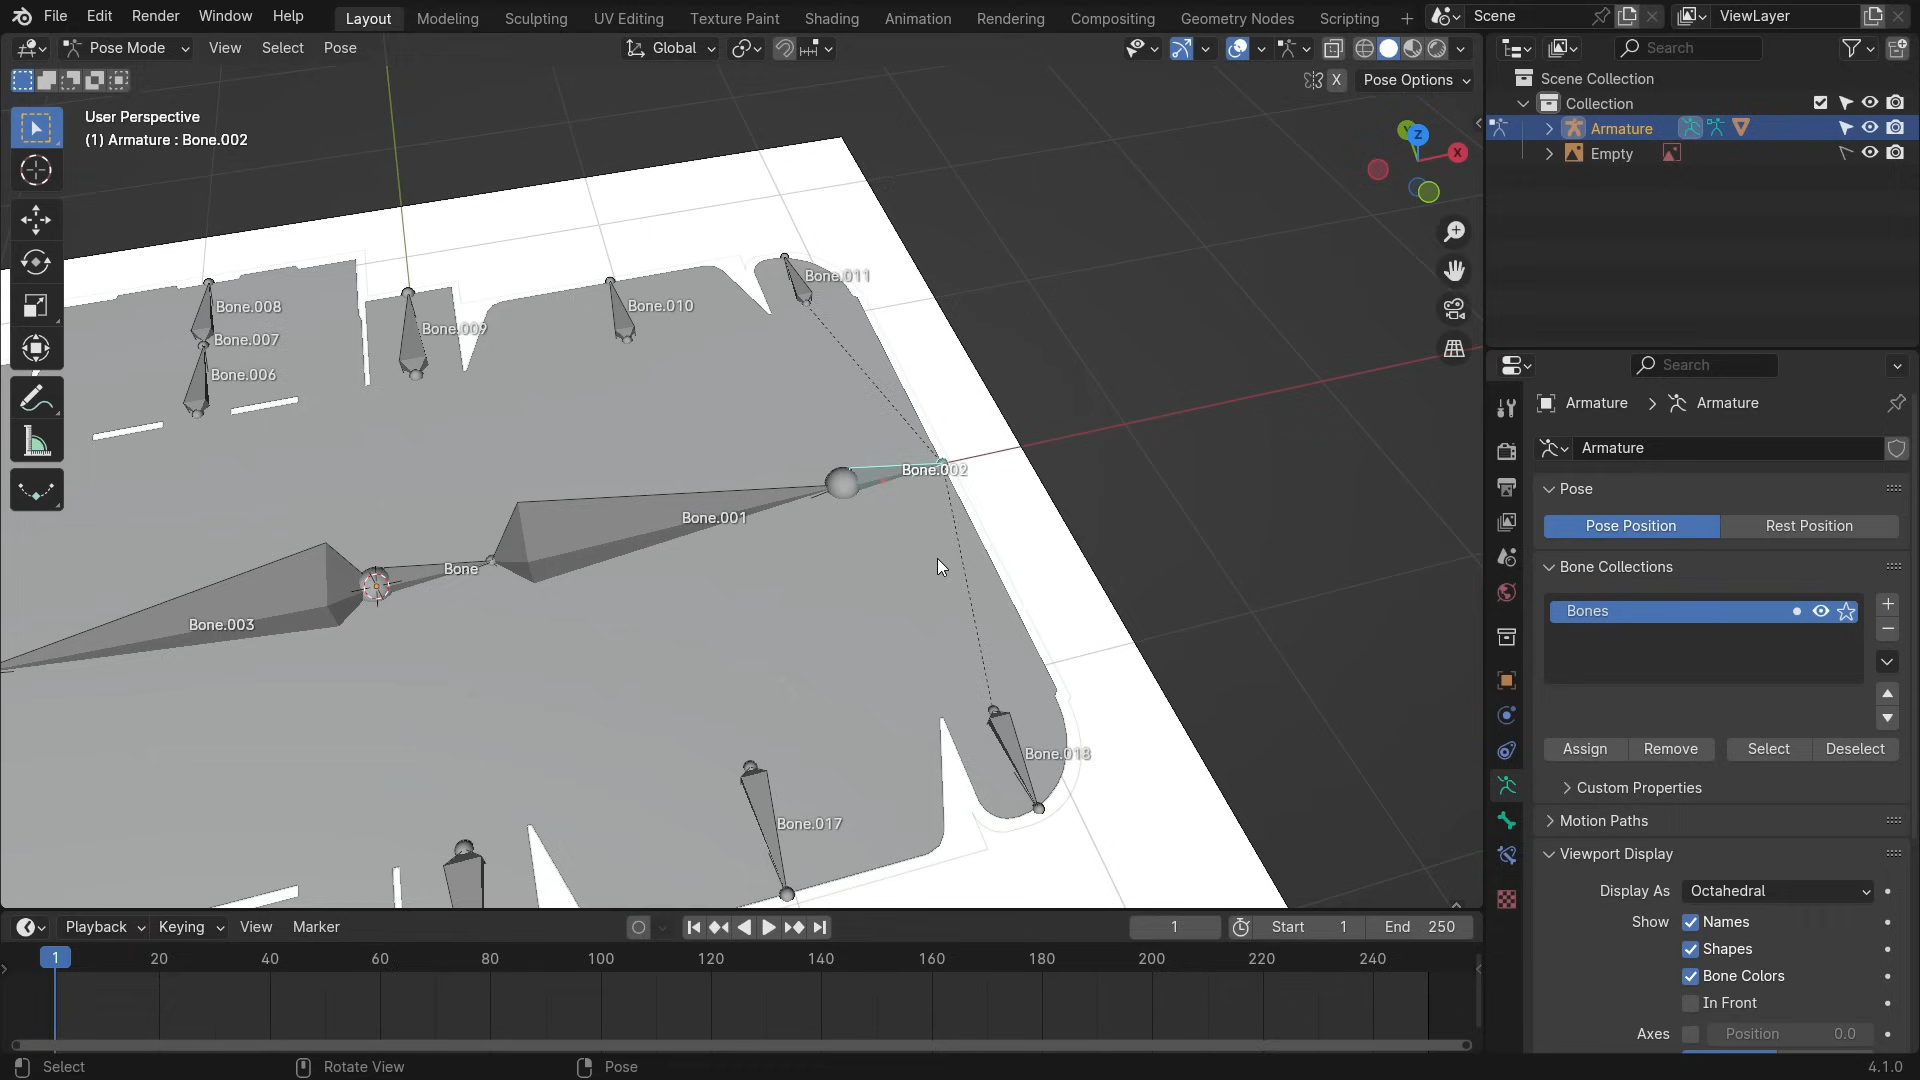 File Edit Render Window Help Layout Modeling Sculpting UV Editing Texture Paint Shading Animation Rendering Compositing Geometry Nodes Scripting + Scene ViewLayer
Pose Mode View Select Pose Global Search
X Pose Options
Scene Collection
Collection
Armature
Empty
User Perspective
(1) Armature : Bone.002
Z
X
Y
Bone.011
Bone.008
Bone.010
Bone.009
Bone.007
Bone.006
Bone.002
Bone.001
Bone
Bone.003
Bone.018
Bone.017
Search
Armature > Armature
Armature
Pose
Pose Position Rest Position
Bone Collections
Bones
Assign Remove Select Deselect
Custom Properties
Motion Paths
Viewport Display
Display As Octahedral
Show Names
Shapes
Bone Colors
In Front
Axes Position 0.0
Playback Keying View Marker 1 Start 1 End 250
1 20 40 60 80 100 120 140 160 180 200 220 240
Select Rotate View Pose 4.1.0